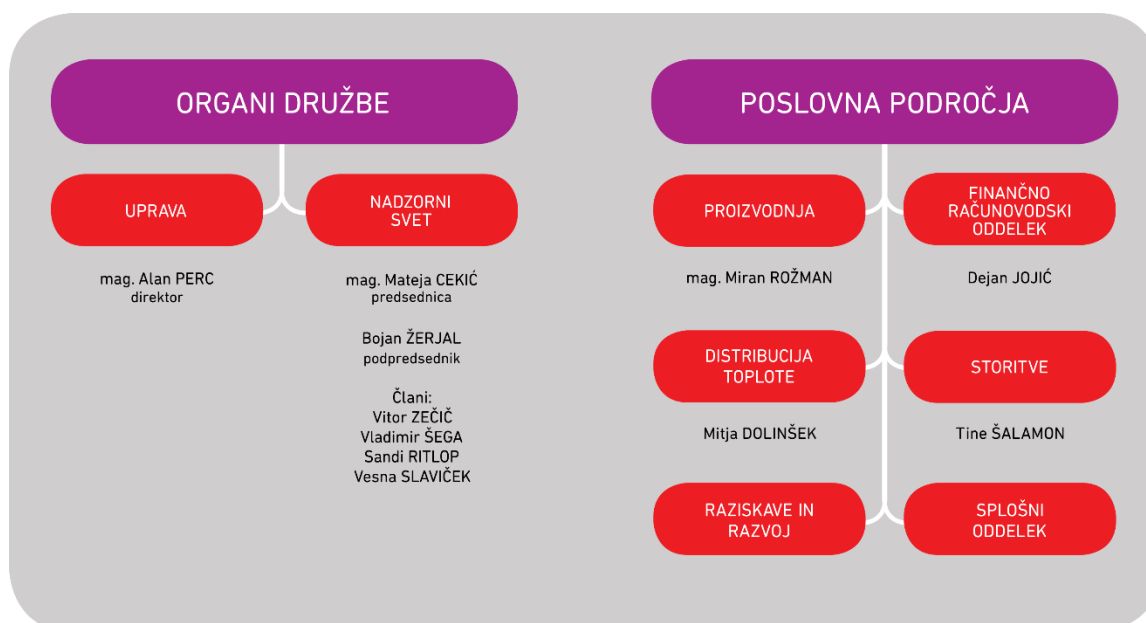 ORGANI DRUŽBE
UPRAVA
mag. Alan PERC
direktor
NADZORNI
SVET
mag. Mateja CEKIĆ
predsednica
Bojan ŽERJAL
podpredsednik
Člani:
Vitor ZEČIČ
Vladimir ŠEGA
Sandi RITLOP
Vesna SLAVIČEK
POSLOVNA PODROČJA
PROIZVODNJA
mag. Miran ROŽMAN
FINANČNO
RAČUNOVODSKI
ODDELEK
Dejan JOJIĆ
DISTRIBUCIJA
TOPLOTE
Mitja DOLINŠEK
STORITVE
Tine ŠALAMON
RAZISKAVE IN
RAZVOJ
SPLOŠNI
ODDELEK